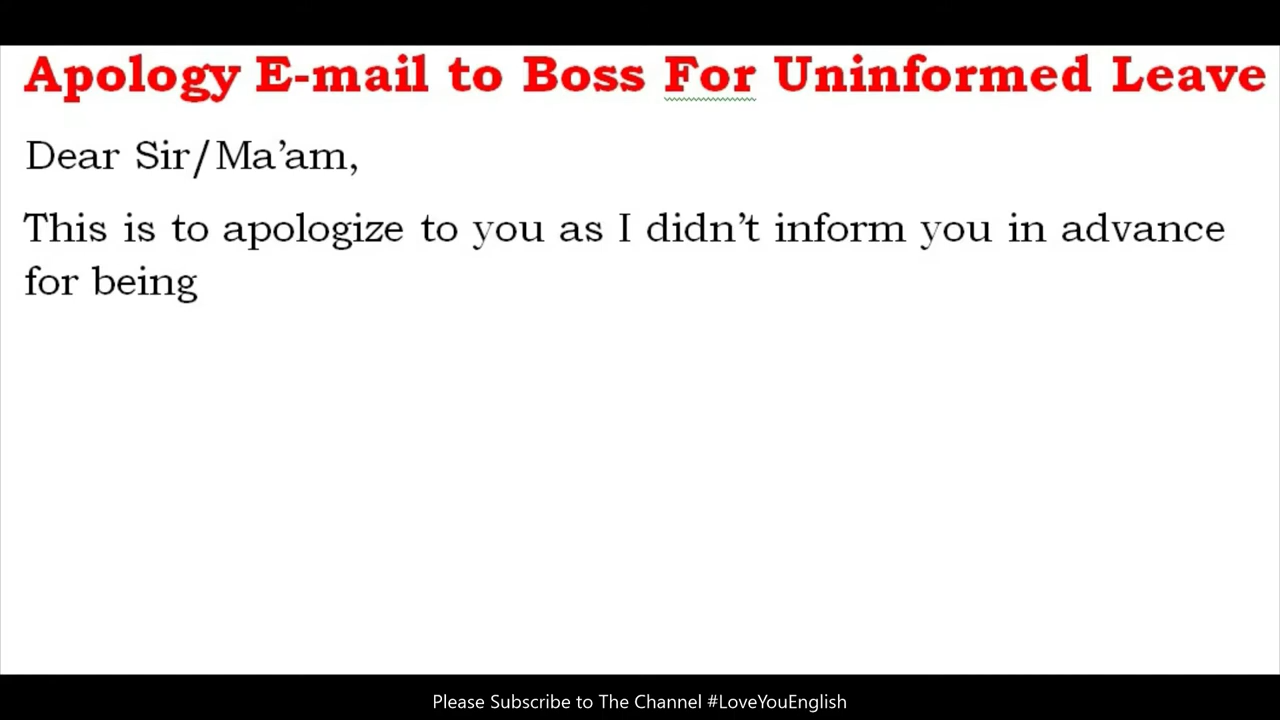 Apology E-mail to Boss For Uninformed Leave
Dear Sir/Ma’am,
This is to apologize to you as I didn’t inform you in advance
for being
Please Subscribe to The Channel #LoveYouEnglish